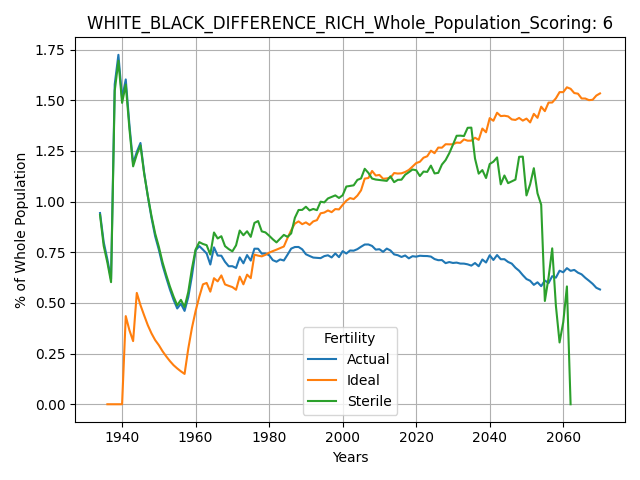 WHITE_BLACK_DIFFERENCE_RICH_Whole_Population_Scoring: 6
% of Whole Population
1.75
1.50
1.25
1.00
0.75
0.50
0.25
0.00
Fertility
Actual
Ideal
Sterile
1940 1960 1980 2000 2020 2040 2060
Years